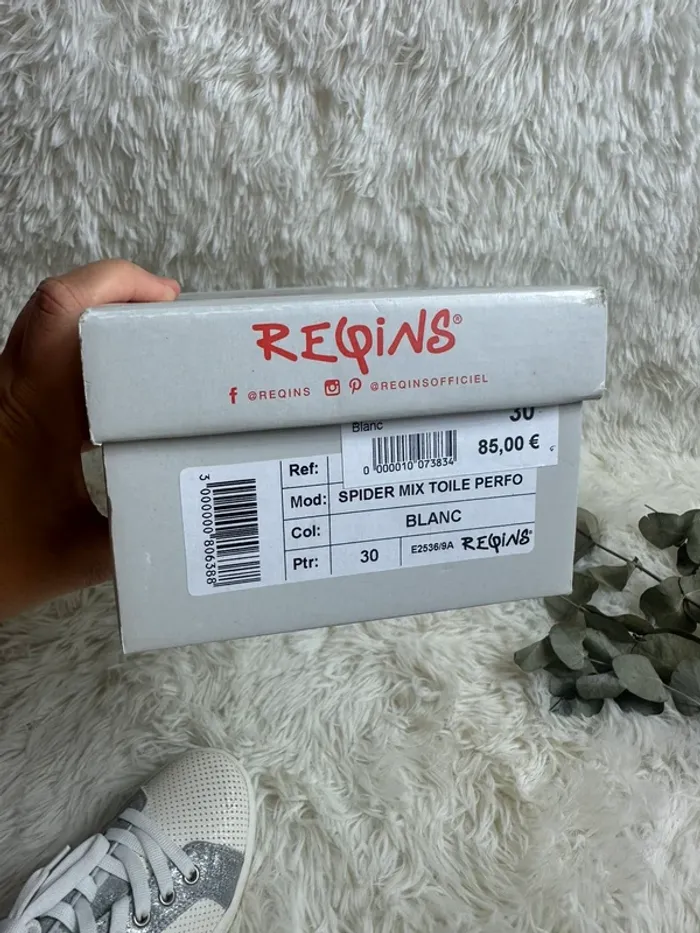 REQiNS®
@REQINS @REQINSOFFICIEL
Blanc 30
0 000010 073834 85,00 €
3 000000 806388
Ref:
Mod: SPIDER MIX TOILE PERFO
Col: BLANC
Ptr: 30 E2536/9A REQiNS®